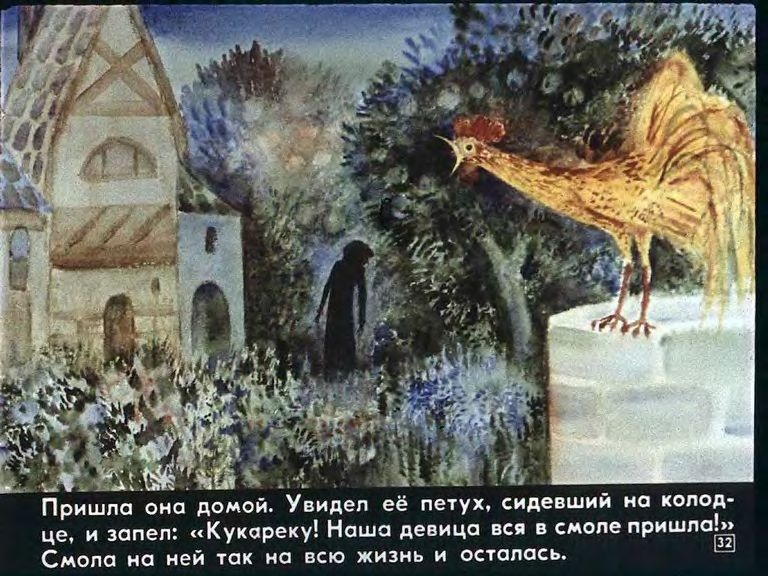 Пришла она домой. Увидел её петух, сидевший на колод-
це, и запел: «Кукареку! Наша девица вся в смоле пришла!»
Смола на ней так на всю жизнь и осталась.
32